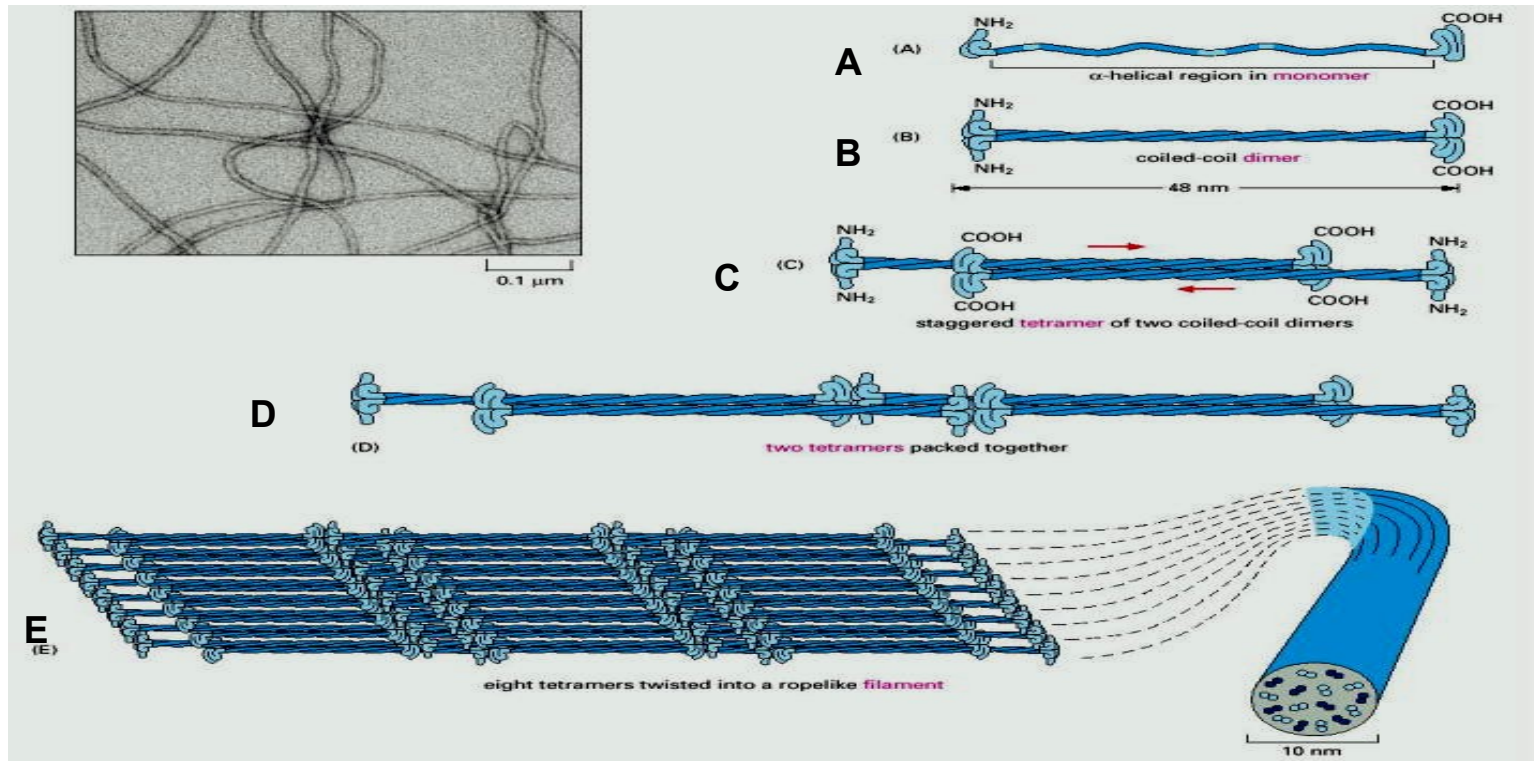 0.1 μm
A
(A)
NH₂
COOH
α-helical region in monomer
B
(B)
NH₂
COOH
NH₂
COOH
coiled-coil dimer
48 nm
C
(C)
NH₂
COOH
COOH
NH₂
NH₂
COOH
COOH
NH₂
staggered tetramer of two coiled-coil dimers
D
(D)
two tetramers packed together
E
(E)
eight tetramers twisted into a ropelike filament
10 nm